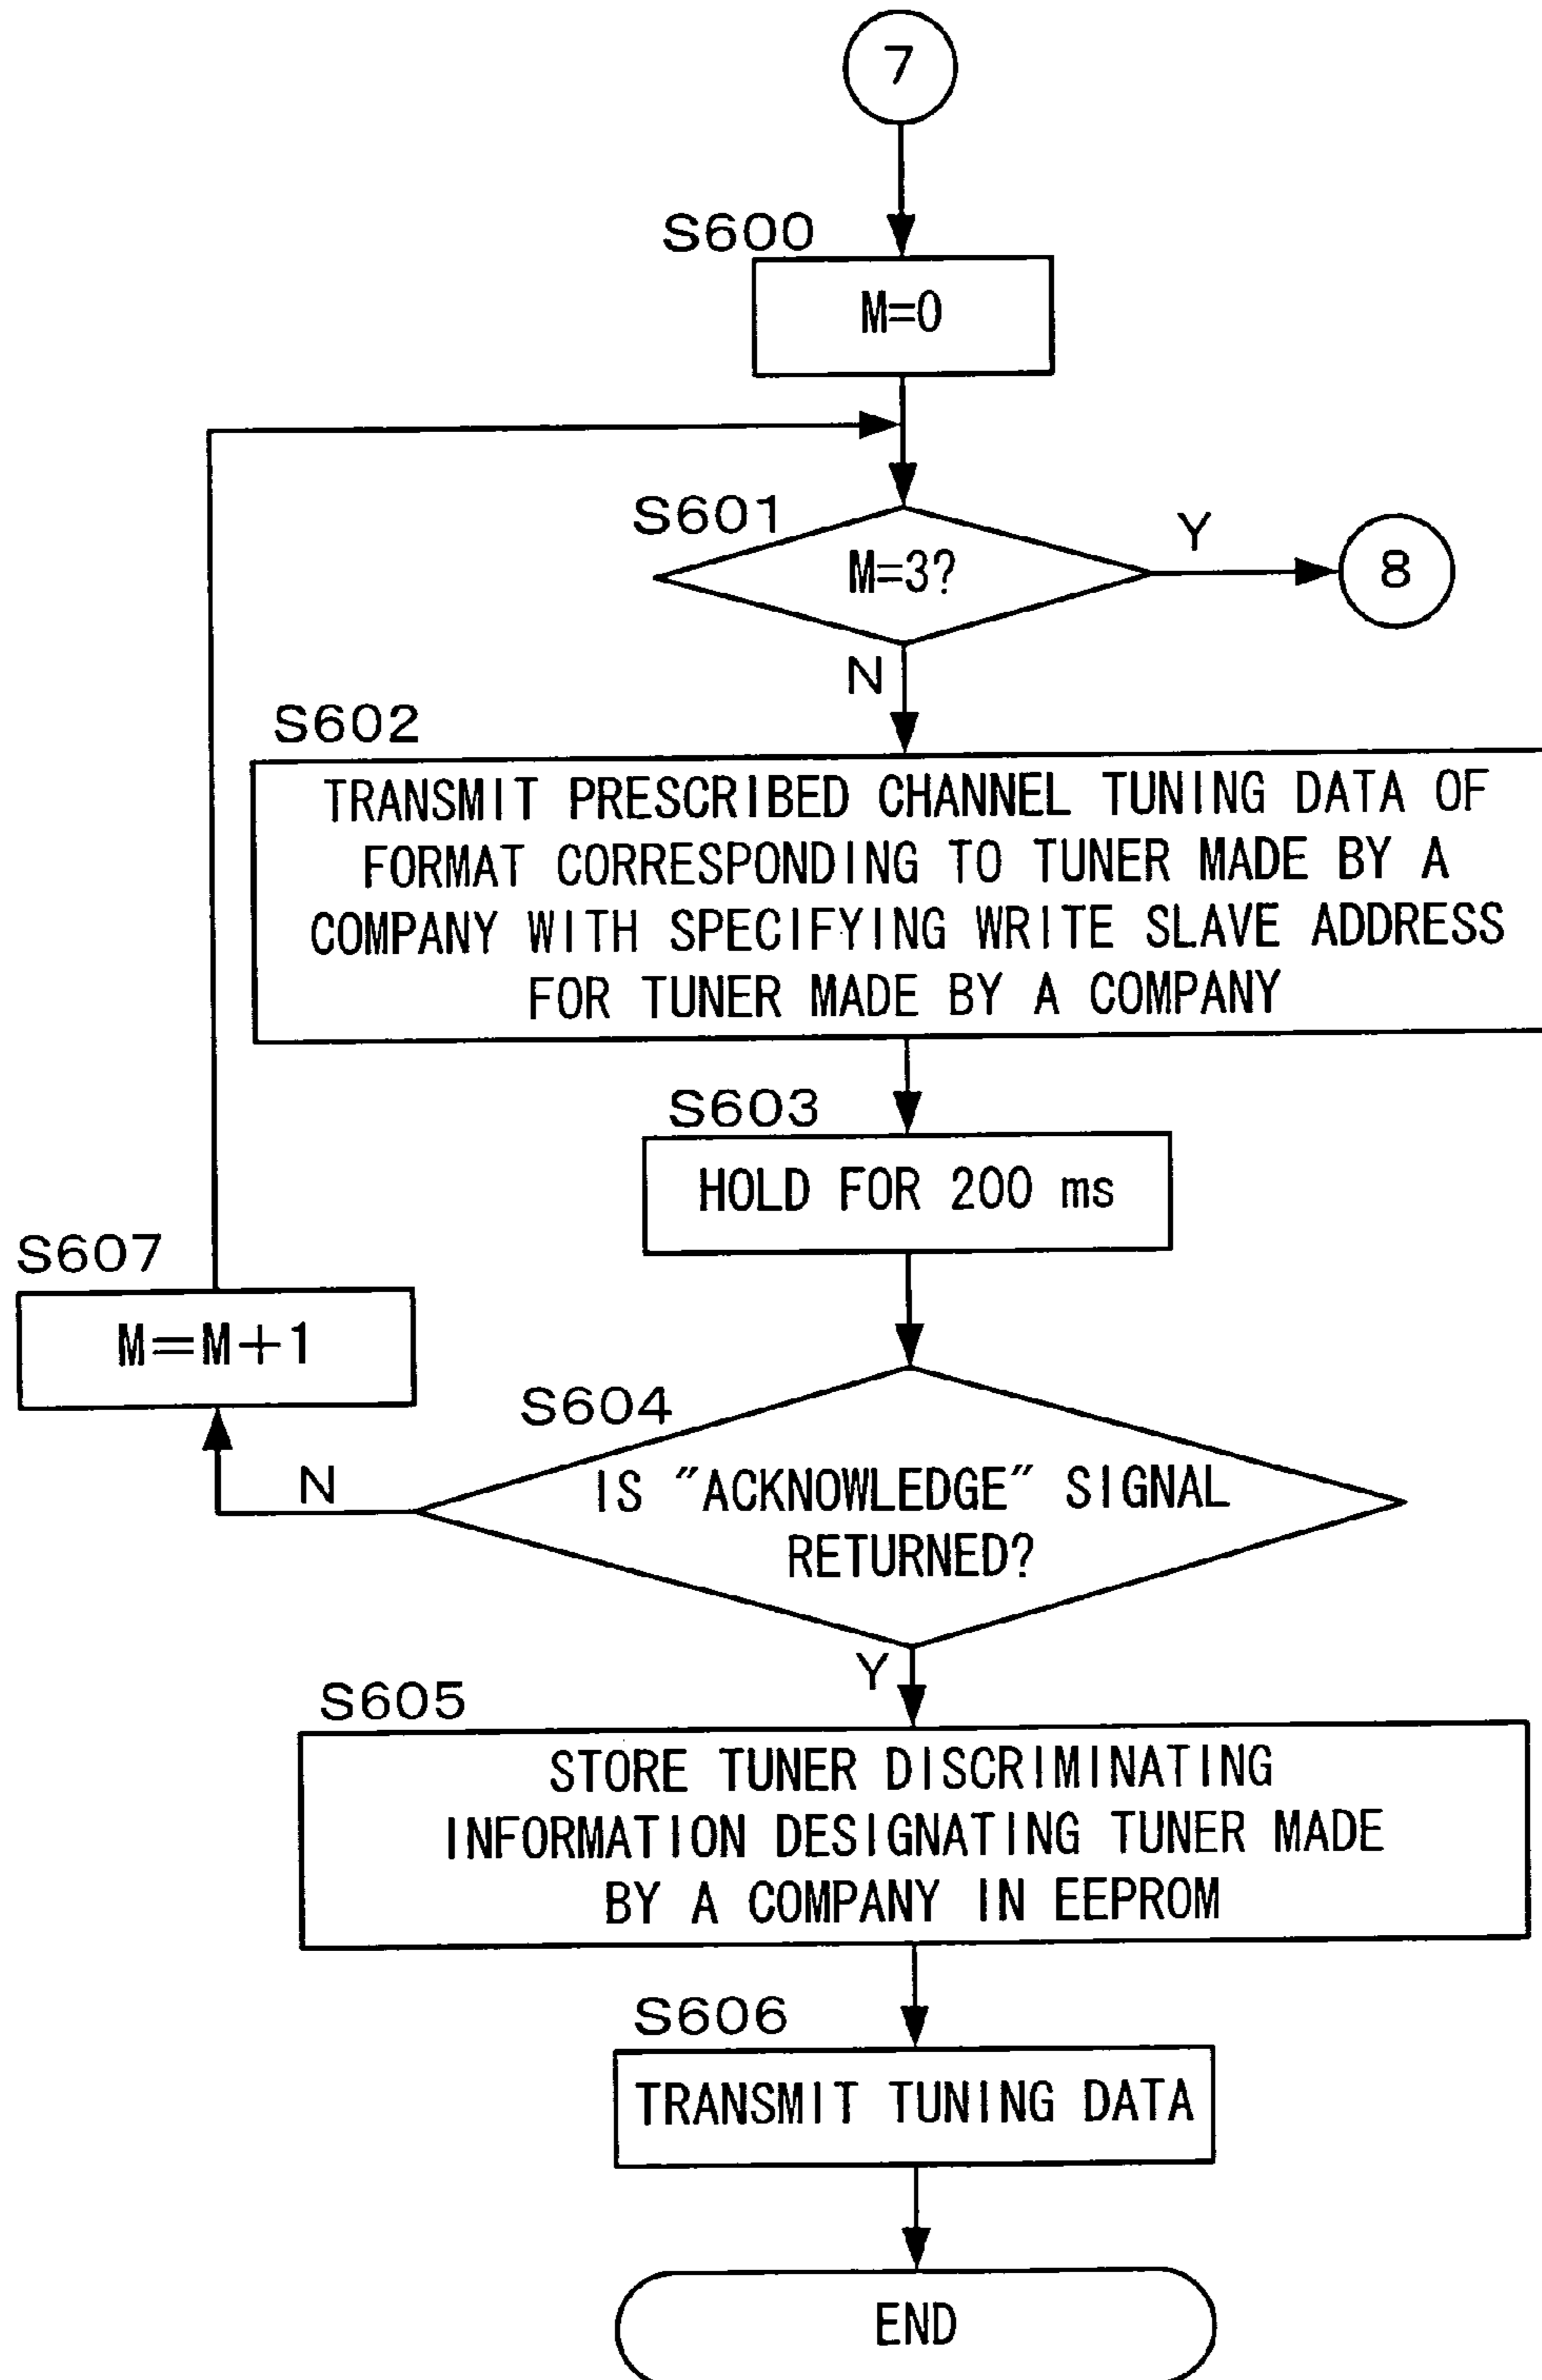 7
S600
M=0
S601
M=3?
Y
8
N
S602
TRANSMIT PRESCRIBED CHANNEL TUNING DATA OF
FORMAT CORRESPONDING TO TUNER MADE BY A
COMPANY WITH SPECIFYING WRITE SLAVE ADDRESS
FOR TUNER MADE BY A COMPANY
S603
HOLD FOR 200 ms
S607
M=M+1
S604
N
IS "ACKNOWLEDGE" SIGNAL
RETURNED?
Y
S605
STORE TUNER DISCRIMINATING
INFORMATION DESIGNATING TUNER MADE
BY A COMPANY IN EEPROM
S606
TRANSMIT TUNING DATA
END